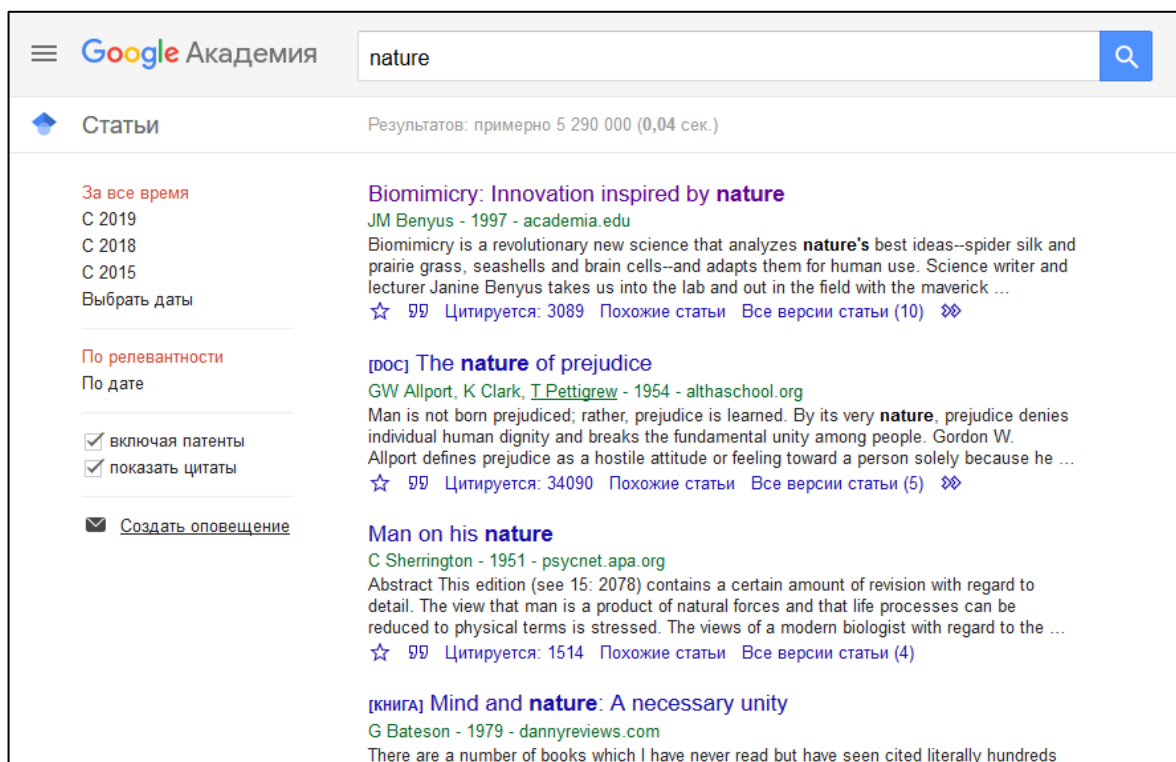 Google Академия
nature
Статьи
Результатов: примерно 5 290 000 (0,04 сек.)
За все время
С 2019
С 2018
С 2015
Выбрать даты
По релевантности
По дате
включая патенты
показать цитаты
Создать оповещение
Biomimicry: Innovation inspired by nature
JM Benyus - 1997 - academia.edu
Biomimicry is a revolutionary new science that analyzes nature's best ideas--spider silk and
prairie grass, seashells and brain cells--and adapts them for human use. Science writer and
lecturer Janine Benyus takes us into the lab and out in the field with the maverick …
Цитируется: 3089 Похожие статьи Все версии статьи (10)
[DOC] The nature of prejudice
GW Allport, K Clark, T Pettigrew - 1954 - althaschool.org
Man is not born prejudiced; rather, prejudice is learned. By its very nature, prejudice denies
individual human dignity and breaks the fundamental unity among people. Gordon W.
Allport defines prejudice as a hostile attitude or feeling toward a person solely because he …
Цитируется: 34090 Похожие статьи Все версии статьи (5)
Man on his nature
C Sherrington - 1951 - psycnet.apa.org
Abstract This edition (see 15: 2078) contains a certain amount of revision with regard to
detail. The view that man is a product of natural forces and that life processes can be
reduced to physical terms is stressed. The views of a modern biologist with regard to the …
Цитируется: 1514 Похожие статьи Все версии статьи (4)
[КНИГА] Mind and nature: A necessary unity
G Bateson - 1979 - dannyreviews.com
There are a number of books which I have never read but have seen cited literally hundreds